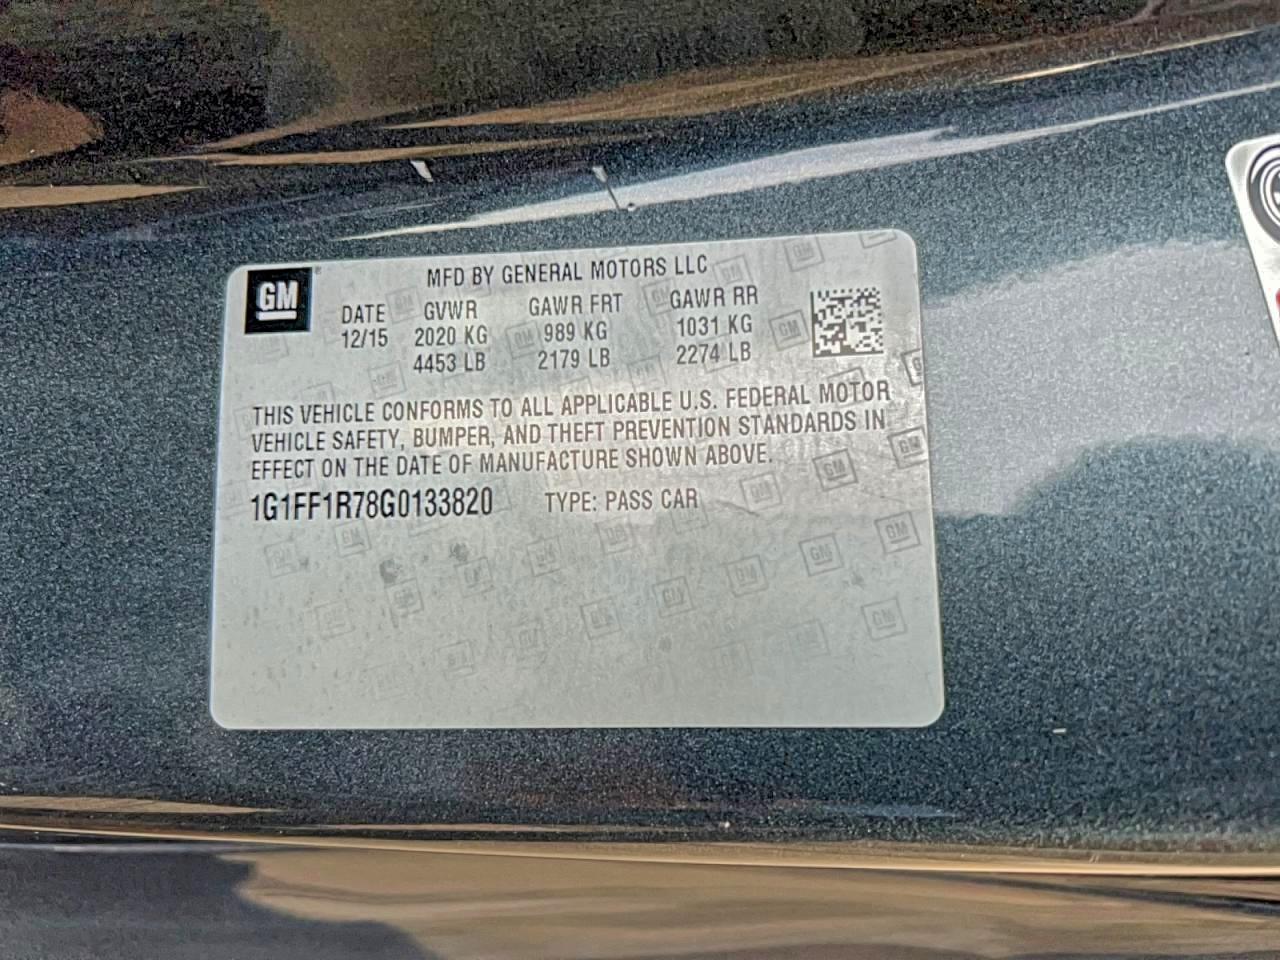 GM
MFD BY GENERAL MOTORS LLC
DATE GVWR GAWR FRT GAWR RR
12/15 2020 KG 989 KG 1031 KG
4453 LB 2179 LB 2274 LB
THIS VEHICLE CONFORMS TO ALL APPLICABLE U.S. FEDERAL MOTOR
VEHICLE SAFETY, BUMPER, AND THEFT PREVENTION STANDARDS IN
EFFECT ON THE DATE OF MANUFACTURE SHOWN ABOVE.
1G1FF1R78G0133820 TYPE: PASS CAR